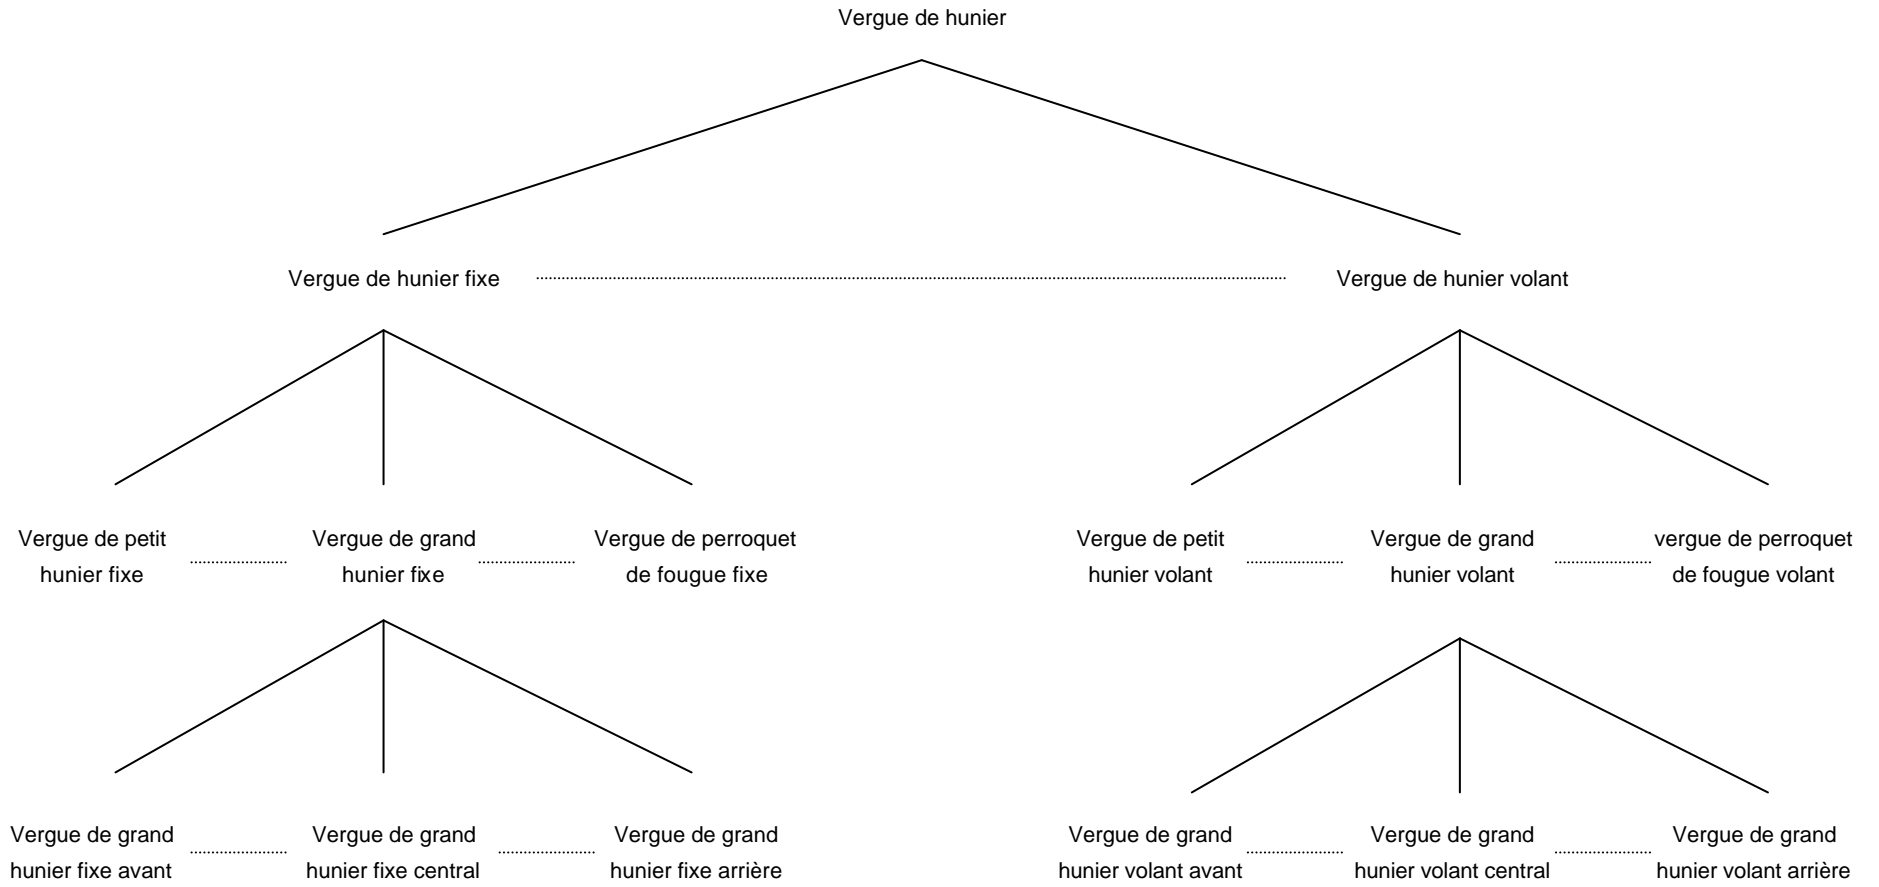 Vergue de hunier
Vergue de hunier fixe
Vergue de hunier volant
Vergue de petit
hunier fixe
Vergue de grand
hunier fixe
Vergue de perroquet
de fougue fixe
Vergue de petit
hunier volant
Vergue de grand
hunier volant
vergue de perroquet
de fougue volant
Vergue de grand
hunier fixe avant
Vergue de grand
hunier fixe central
Vergue de grand
hunier fixe arrière
Vergue de grand
hunier volant avant
Vergue de grand
hunier volant central
Vergue de grand
hunier volant arrière